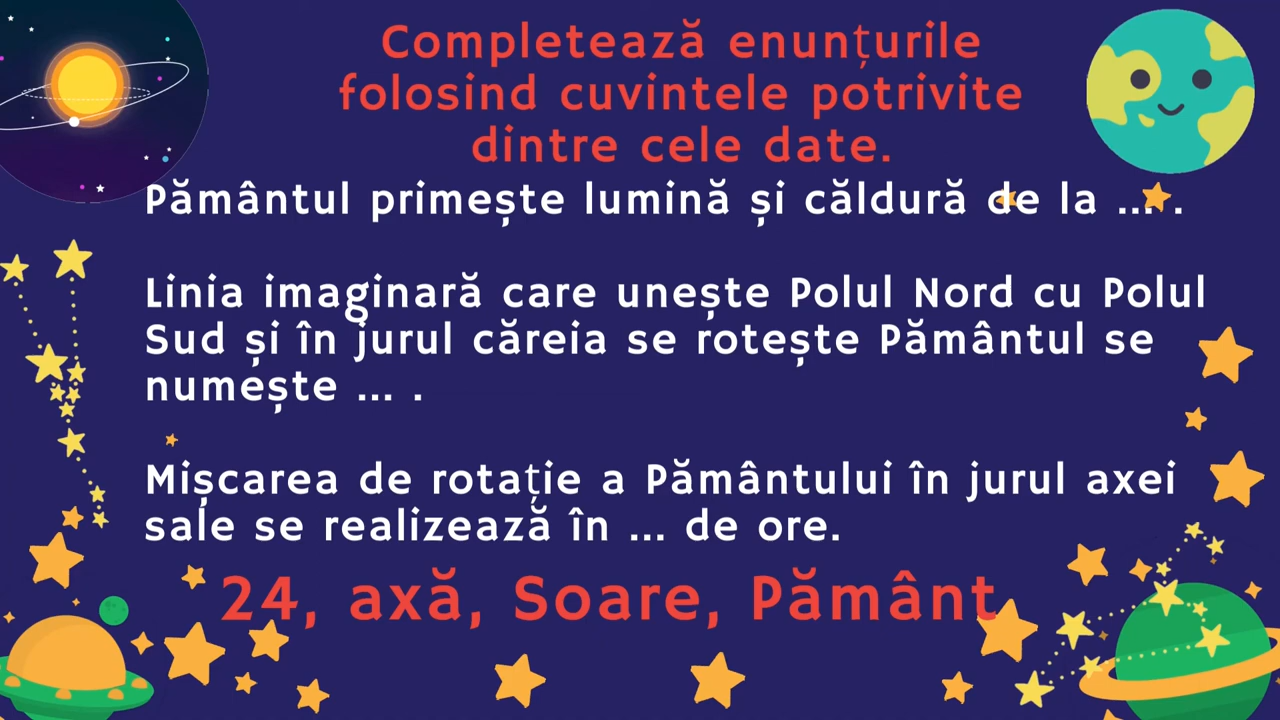 Completează enunțurile
folosind cuvintele potrivite
dintre cele date.
Pământul primește lumină și căldură de la ... .
Linia imaginară care unește Polul Nord cu Polul
Sud și în jurul căreia se rotește Pământul se
numește ... .
Mișcarea de rotație a Pământului în jurul axei
sale se realizează în ... de ore.
24, axă, Soare, Pământ